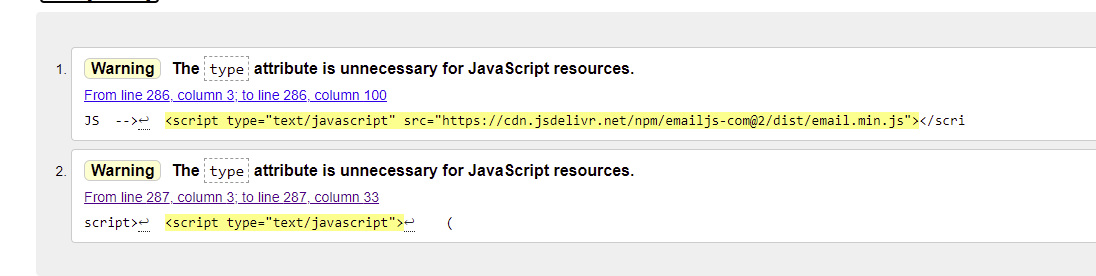 1. Warning The type attribute is unnecessary for JavaScript resources.
From line 286, column 3; to line 286, column 100
JS -->↩ <script type="text/javascript" src="https://cdn.jsdelivr.net/npm/emailjs-com@2/dist/email.min.js"></scri
2. Warning The type attribute is unnecessary for JavaScript resources.
From line 287, column 3; to line 287, column 33
script>↩ <script type="text/javascript">↩ (